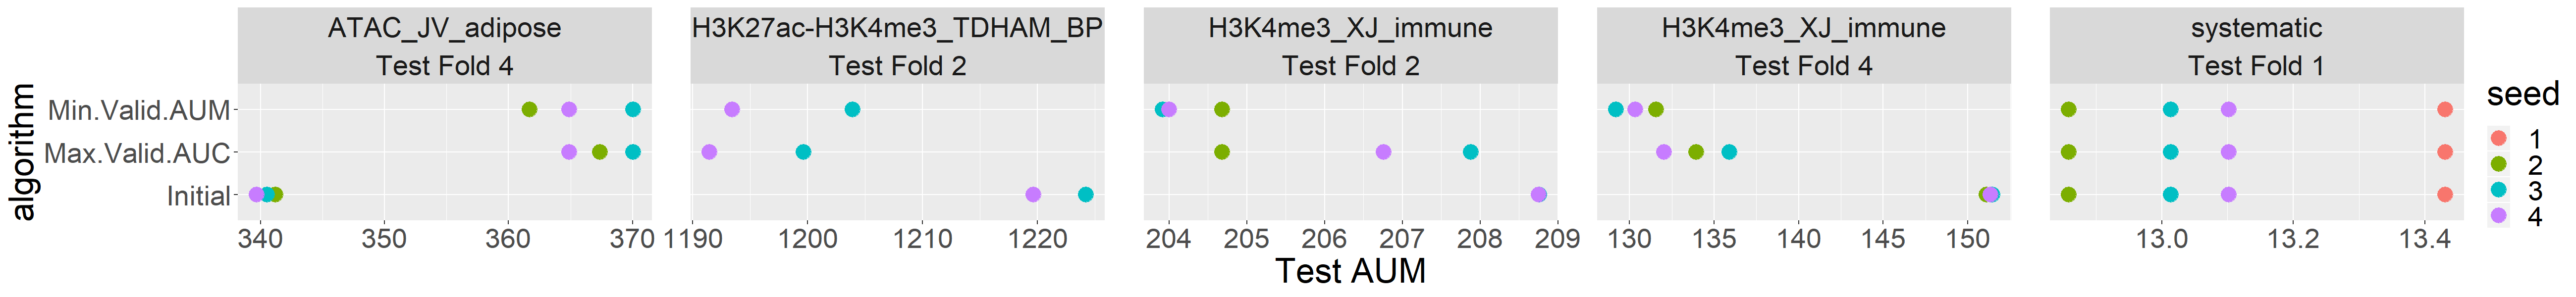 ATAC_JV_adipose
Test Fold 4
H3K27ac-H3K4me3_TDHAM_BP
Test Fold 2
H3K4me3_XJ_immune
Test Fold 2
H3K4me3_XJ_immune
Test Fold 4
systematic
Test Fold 1
algorithm
Min.Valid.AUM
Max.Valid.AUC
Initial
340 350 360 370
1190 1200 1210 1220
204 205 206 207 208 209
130 135 140 145 150
13.0 13.2 13.4
Test AUM
seed
1
2
3
4